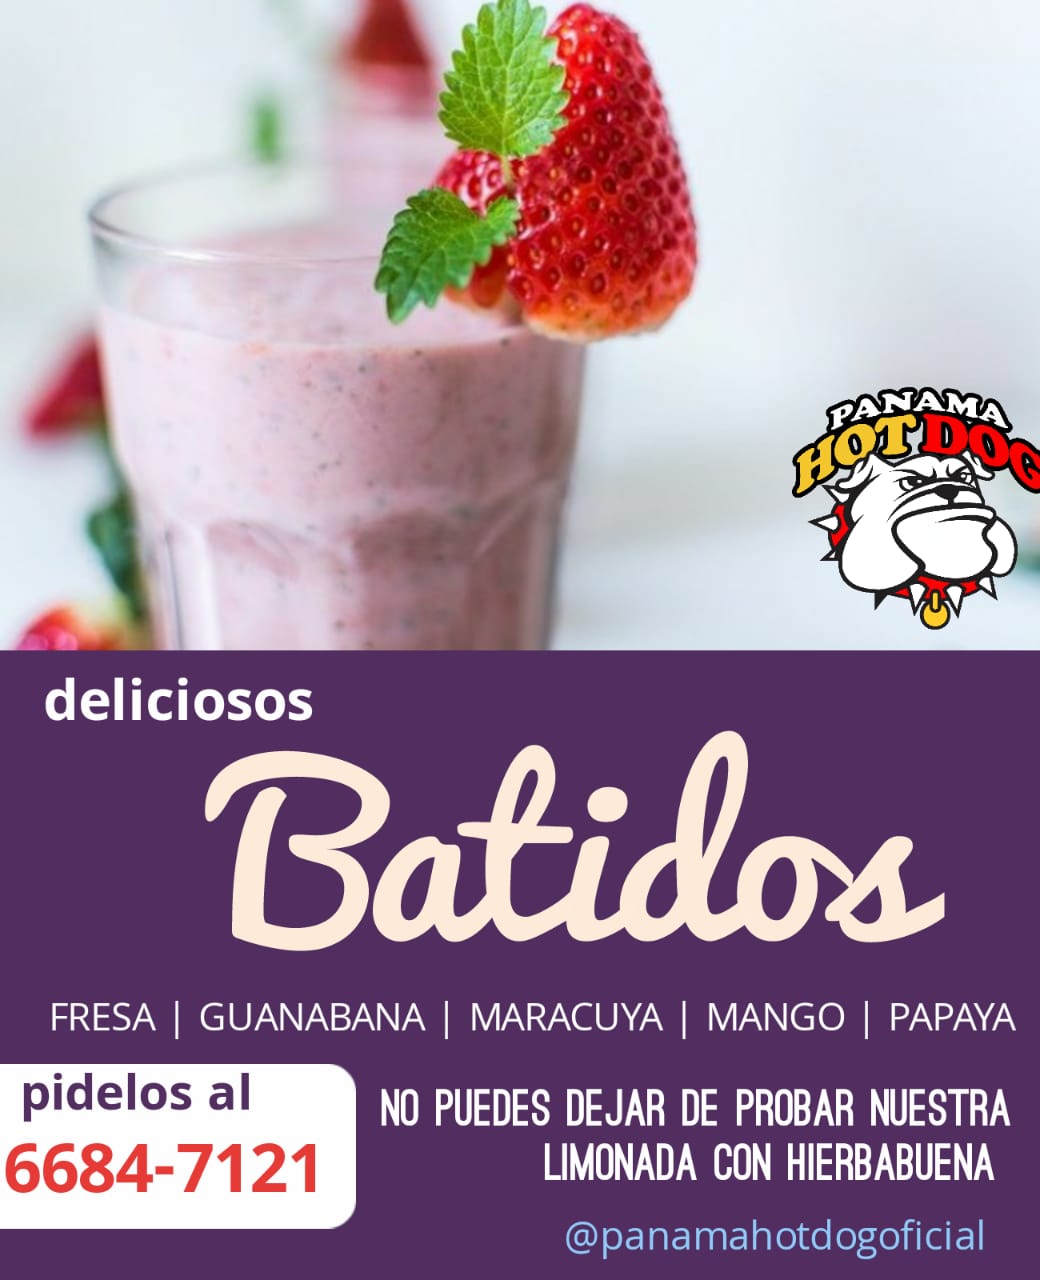 PANAMA
HOT DOG
deliciosos
Batidos
FRESA | GUANABANA | MARACUYA | MANGO | PAPAYA
pidelos al
6684-7121
NO PUEDES DEJAR DE PROBAR NUESTRA
LIMONADA CON HIERBABUENA
@panamahotdogoficial